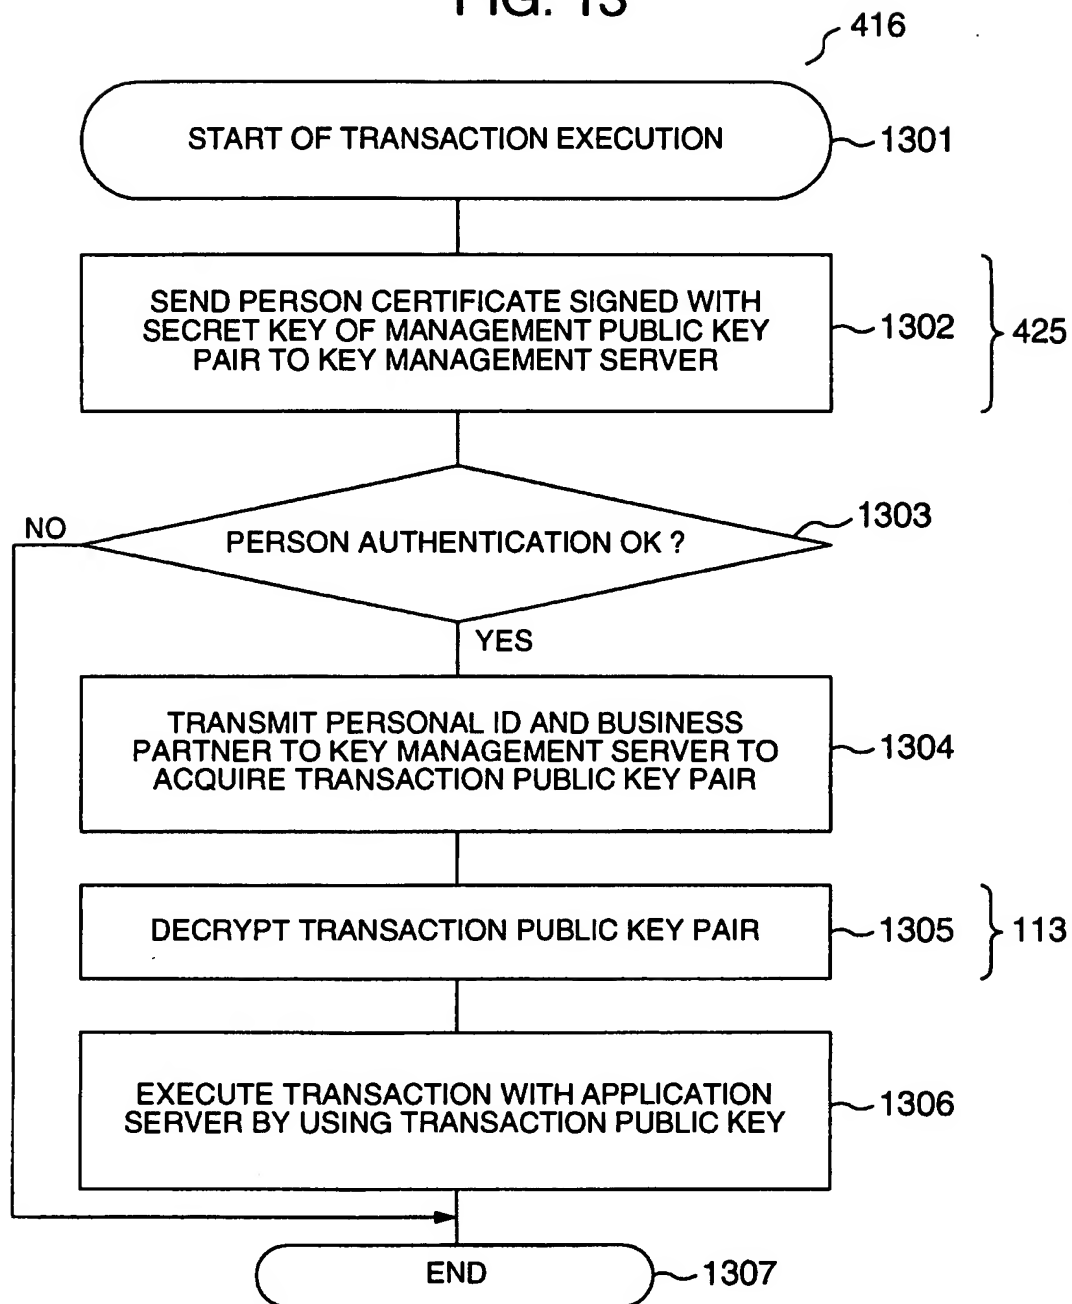 FIG. 13
416
START OF TRANSACTION EXECUTION
1301
SEND PERSON CERTIFICATE SIGNED WITH
SECRET KEY OF MANAGEMENT PUBLIC KEY
PAIR TO KEY MANAGEMENT SERVER
1302
425
NO
PERSON AUTHENTICATION OK ?
1303
YES
TRANSMIT PERSONAL ID AND BUSINESS
PARTNER TO KEY MANAGEMENT SERVER TO
ACQUIRE TRANSACTION PUBLIC KEY PAIR
1304
DECRYPT TRANSACTION PUBLIC KEY PAIR
1305
113
EXECUTE TRANSACTION WITH APPLICATION
SERVER BY USING TRANSACTION PUBLIC KEY
1306
END
1307